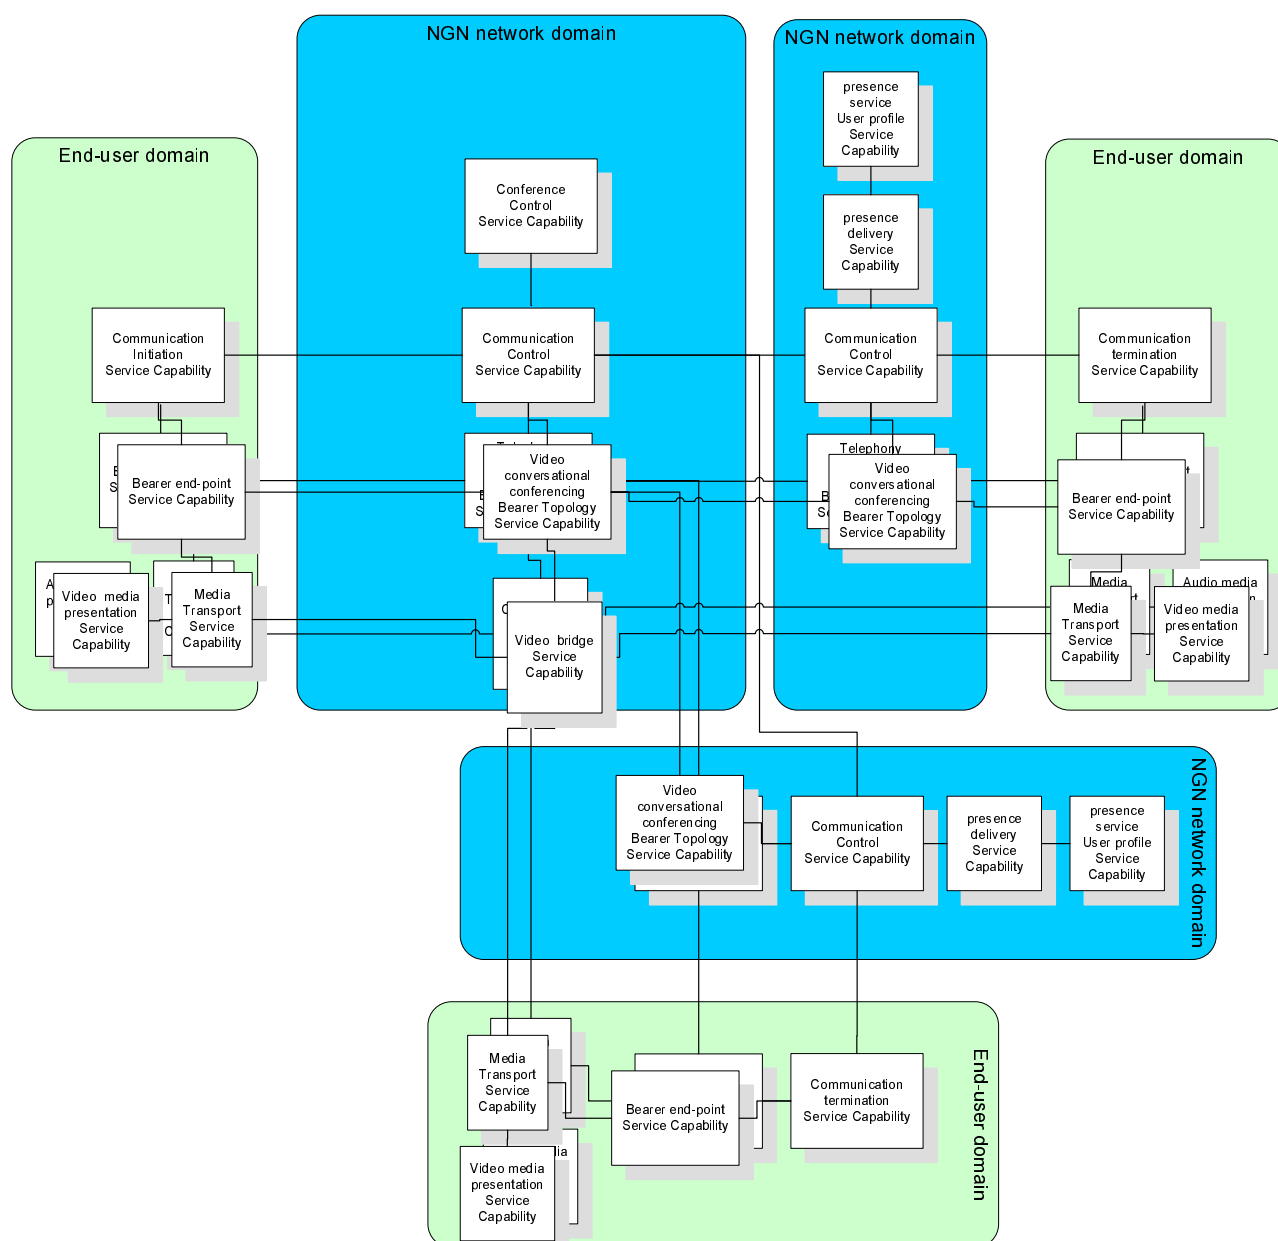 NGN network domain
NGN network domain
End-user domain
End-user domain
presence
service
User profile
Service
Capability
Conference
Control
Service Capability
presence
delivery
Service
Capability
Communication
Initiation
Service Capability
Communication
Control
Service Capability
Communication
Control
Service Capability
Communication
termination
Service Capability
Bearer end-point
Service Capability
Video
conversational
conferencing
Bearer Topology
Service Capability
Telephony
Video
conversational
conferencing
Bearer Topology
Service Capability
Bearer end-point
Service Capability
Video media
presentation
Service
Capability
Media
Transport
Service
Capability
Video bridge
Service
Capability
Media
Audio media
Media
Transport
Service
Capability
Video media
presentation
Service
Capability
NGN network domain
Video
conversational
conferencing
Bearer Topology
Service Capability
Communication
Control
Service Capability
presence
delivery
Service
Capability
presence
service
User profile
Service
Capability
End-user domain
Media
Transport
Service
Capability
Bearer end-point
Service Capability
Communication
termination
Service Capability
Video media
presentation
Service
Capability